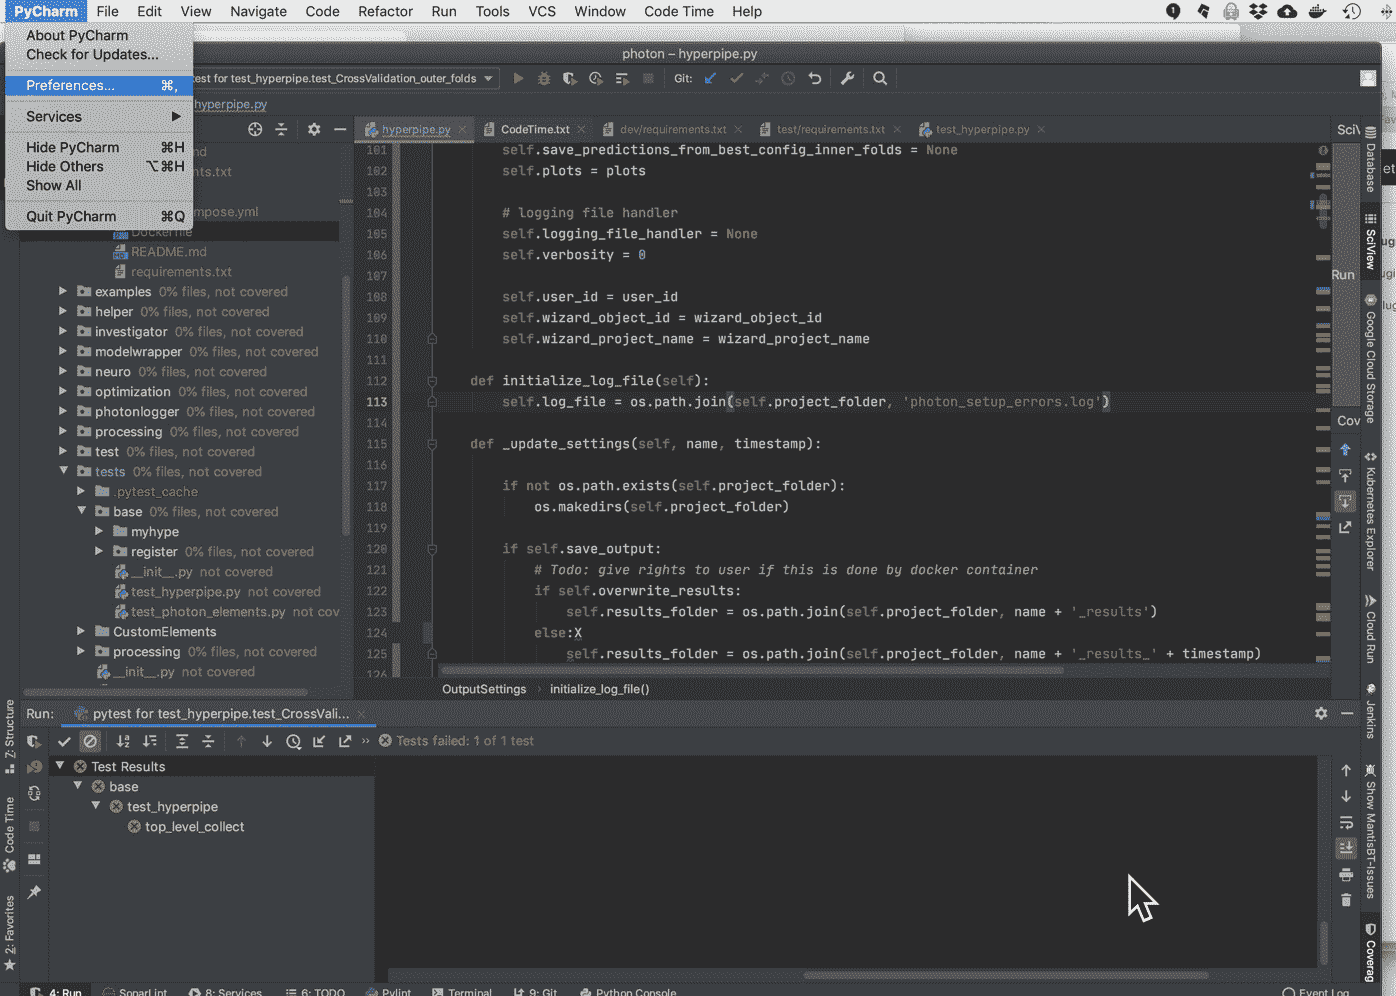 PyCharm File Edit View Navigate Code Refactor Run Tools VCS Window Code Time Help
About PyCharm
Check for Updates...
Preferences... ⌘,
Services
Hide PyCharm ⌘H
Hide Others ⌥⌘H
Show All
Quit PyCharm ⌘Q
photon – hyperpipe.py
est for test_hyperpipe.test_CrossValidation_outer_folds
Git:
hyperpipe.py
hyperpipe.py
CodeTime.txt
dev/requirements.txt
test/requirements.txt
test_hyperpipe.py
nd
nts.txt
mpose.yml
Dockerfile
README.md
requirements.txt
examples 0% files, not covered
helper 0% files, not covered
investigator 0% files, not covered
modelwrapper 0% files, not covered
neuro 0% files, not covered
optimization 0% files, not covered
photonlogger 0% files, not covered
processing 0% files, not covered
test 0% files, not covered
tests 0% files, not covered
.pytest_cache
base 0% files, not covered
myhype
register 0% files, not covered
__init__.py not covered
test_hyperpipe.py not covered
test_photon_elements.py not cov
CustomElements
processing 0% files, not covered
__init__.py not covered
101 self.save_predictions_from_best_config_inner_folds = None
102 self.plots = plots
103
104 # logging file handler
105 self.logging_file_handler = None
106 self.verbosity = 0
107
108 self.user_id = user_id
109 self.wizard_object_id = wizard_object_id
110 self.wizard_project_name = wizard_project_name
111
112 def initialize_log_file(self):
113 self.log_file = os.path.join(self.project_folder, 'photon_setup_errors.log')
114
115 def _update_settings(self, name, timestamp):
116
117 if not os.path.exists(self.project_folder):
118 os.makedirs(self.project_folder)
119
120 if self.save_output:
121 # Todo: give rights to user if this is done by docker container
122 if self.overwrite_results:
123 self.results_folder = os.path.join(self.project_folder, name + '_results')
124 else:X
125 self.results_folder = os.path.join(self.project_folder, name + '_results_' + timestamp)
126
OutputSettings › initialize_log_file()
SciV
Run
Cov
Database
SciView
Google Cloud Storage
Kubernetes Explorer
Cloud Run
Jenkins
Show MantisBT-Issues
Coverag
Z: Structure
Code Time
2: Favorites
Run: pytest for test_hyperpipe.test_CrossVali...
Tests failed: 1 of 1 test
Test Results
base
test_hyperpipe
top_level_collect
4: Run SonarLint 8: Services 6: TODO Pylint Terminal 9: Git Python Console Event Log